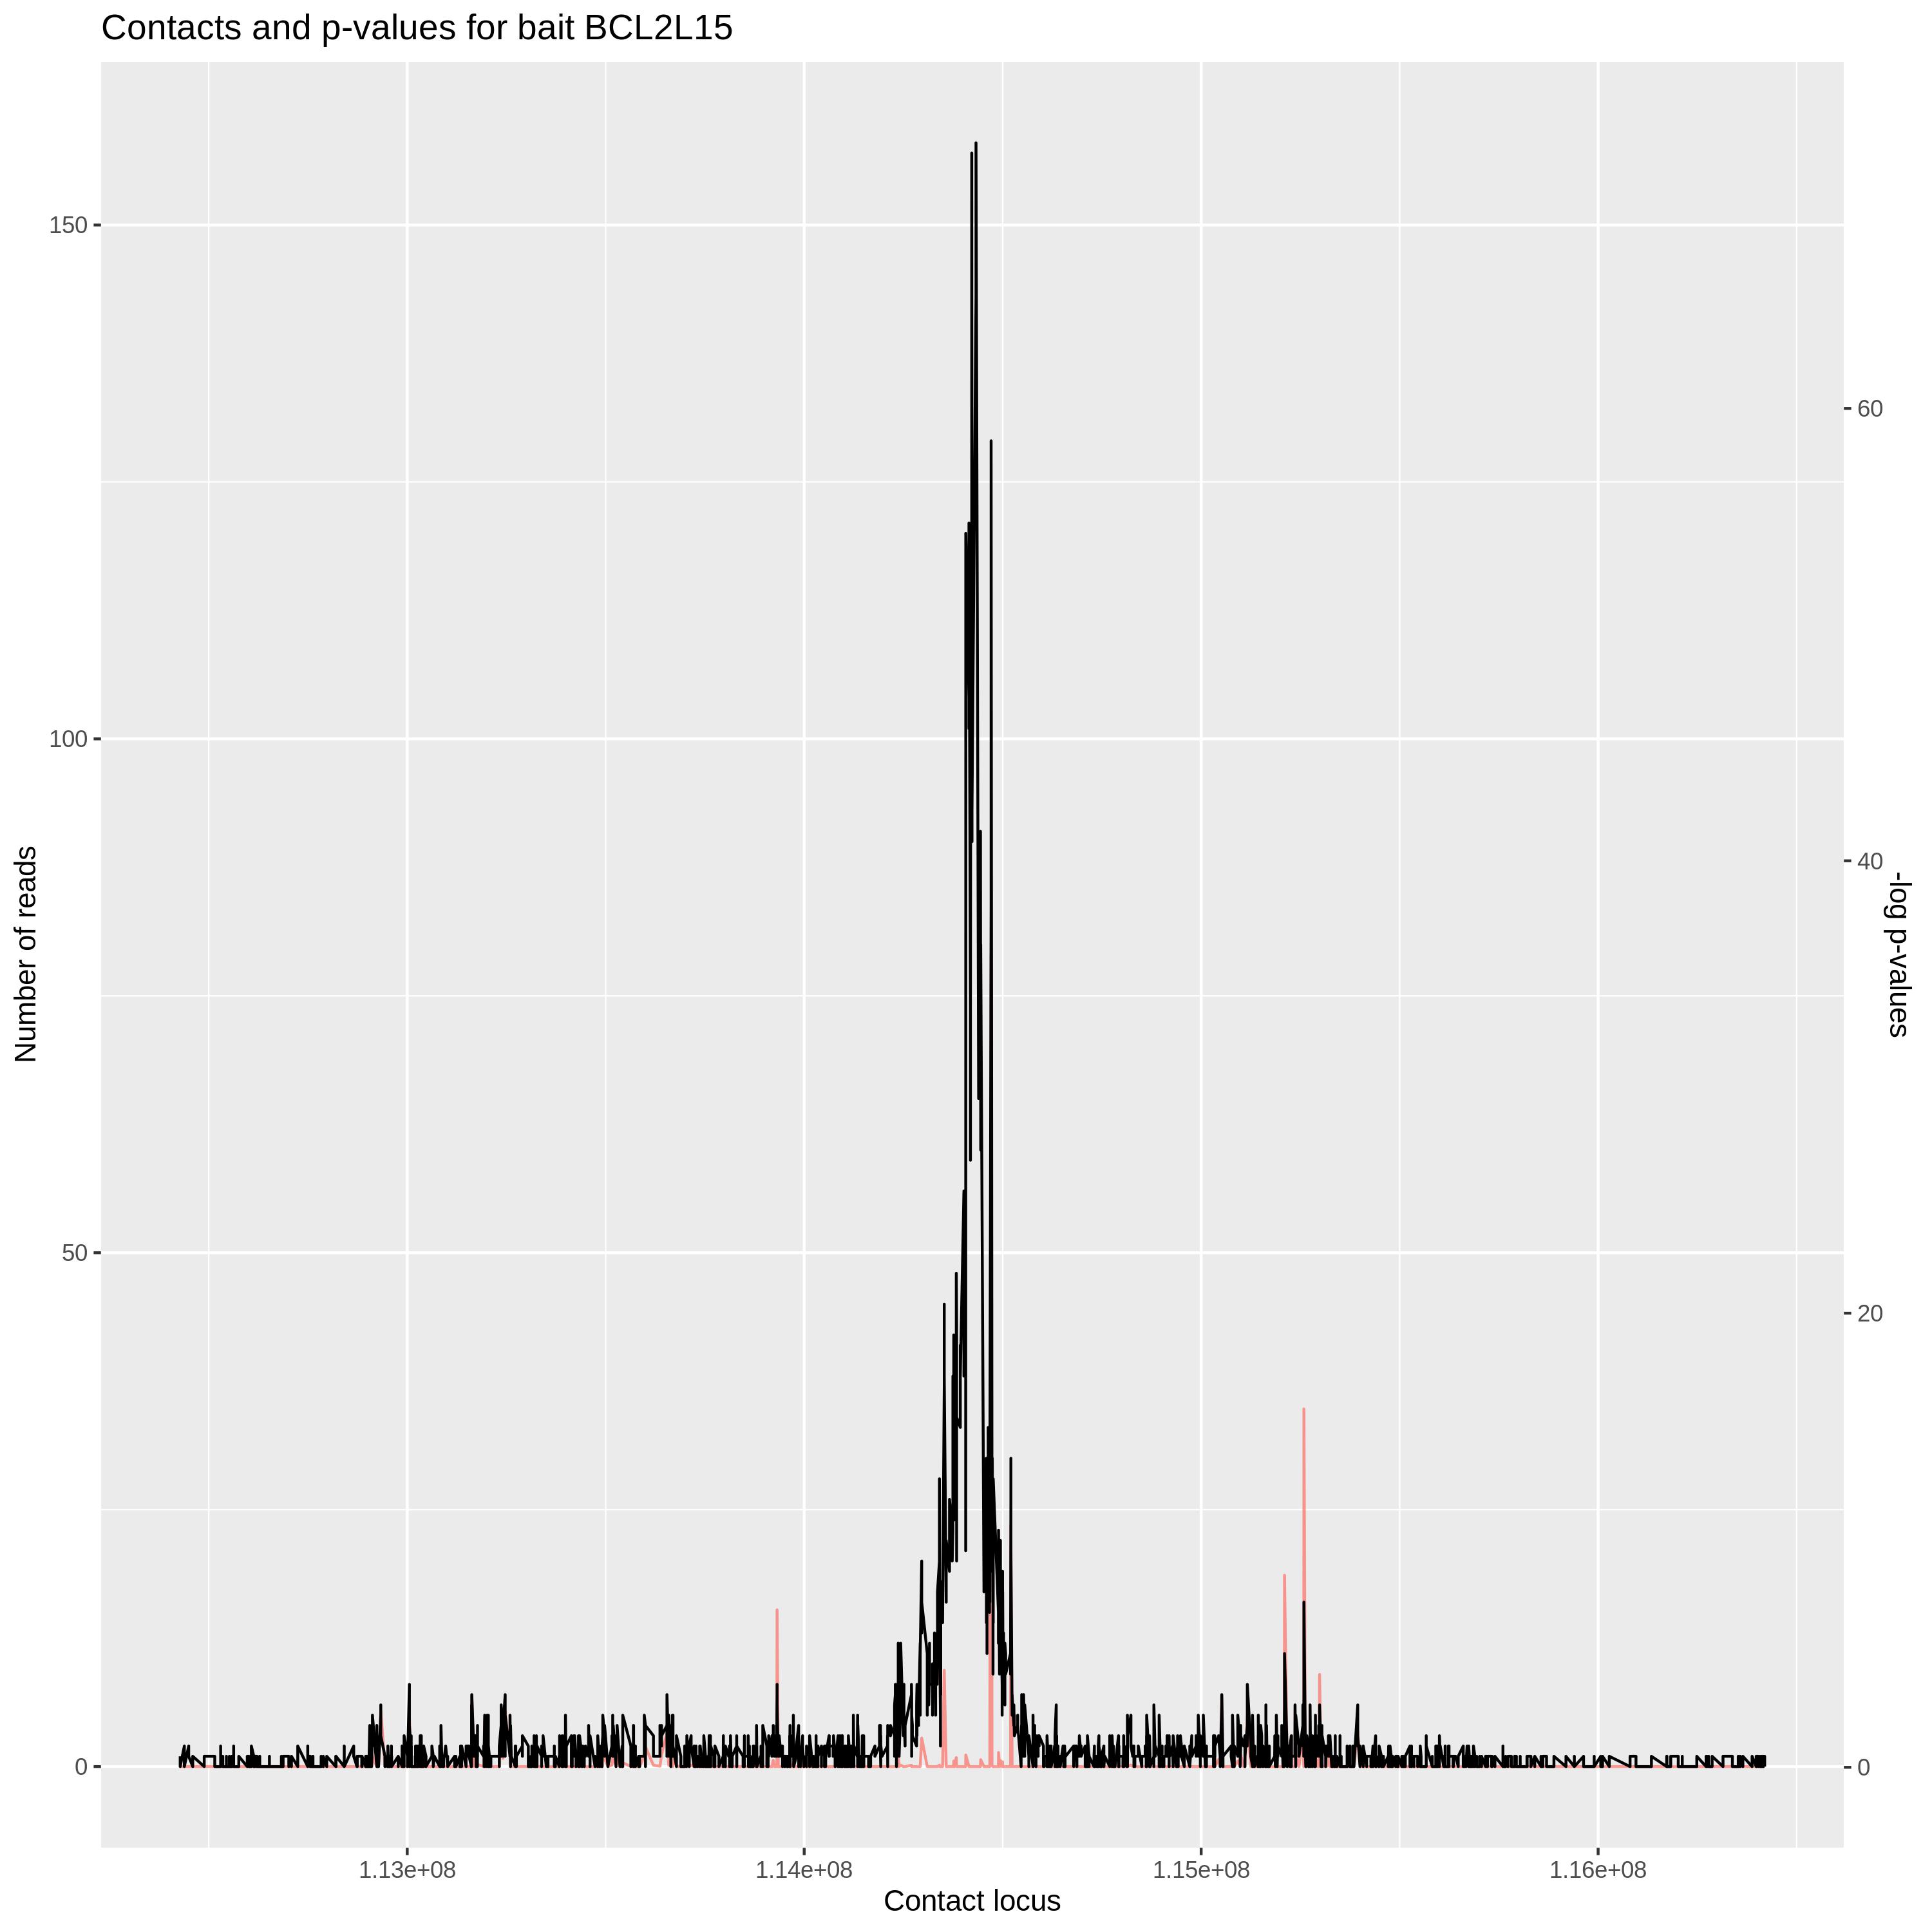 Contacts and p-values for bait BCL2L15
150
100
50
0
Number of reads
60
40
20
0
-log p-values
1.13e+08
1.14e+08
1.15e+08
1.16e+08
Contact locus